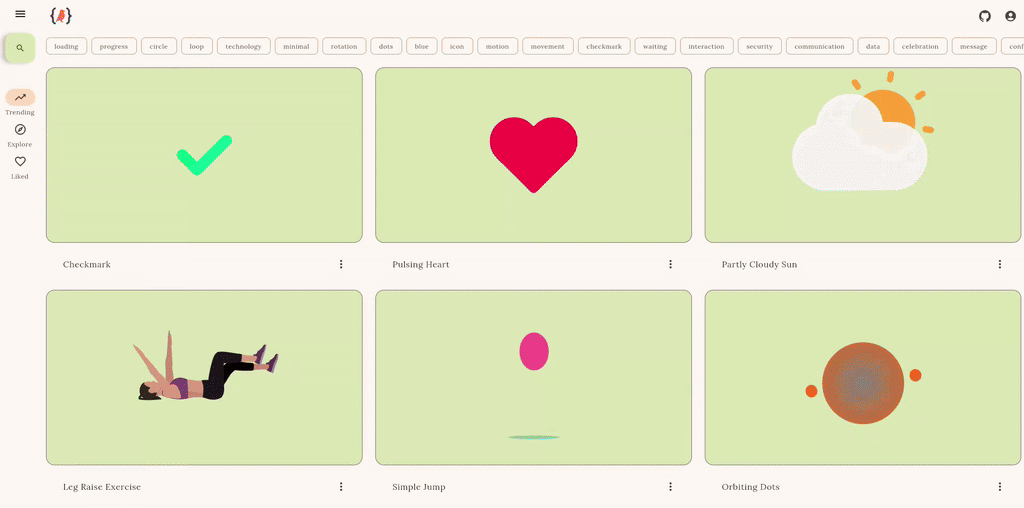 loading progress circle loop technology minimal rotation dots blue icon motion movement checkmark waiting interaction security communication data celebration message conf
Trending
Explore
Liked
Checkmark Pulsing Heart Partly Cloudy Sun
Leg Raise Exercise Simple Jump Orbiting Dots